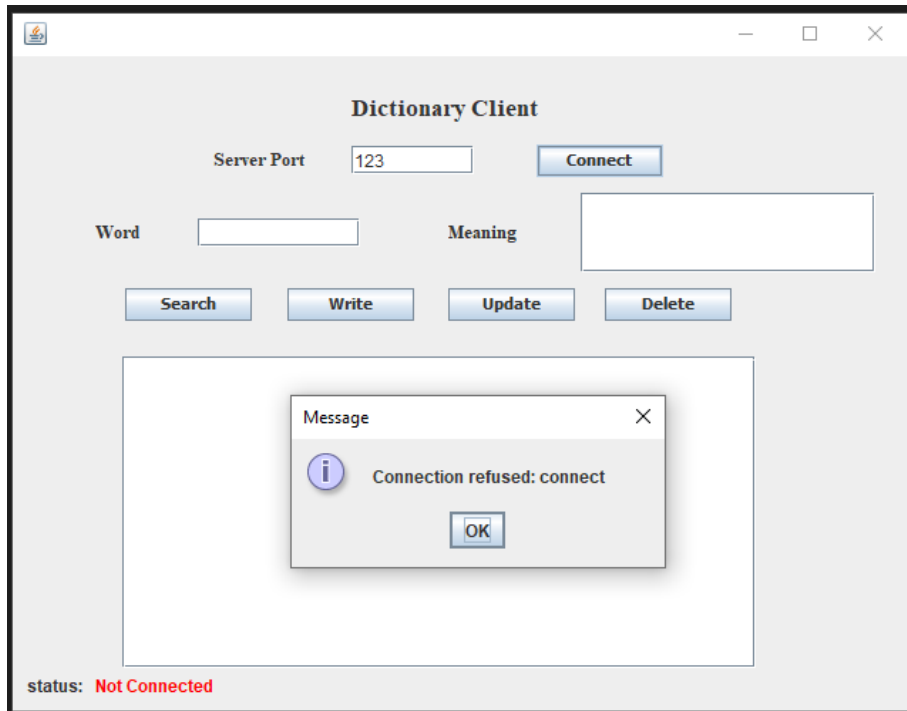 Dictionary Client
Server Port 123 Connect
Word Meaning
Search Write Update Delete
Message
Connection refused: connect
OK
status: Not Connected